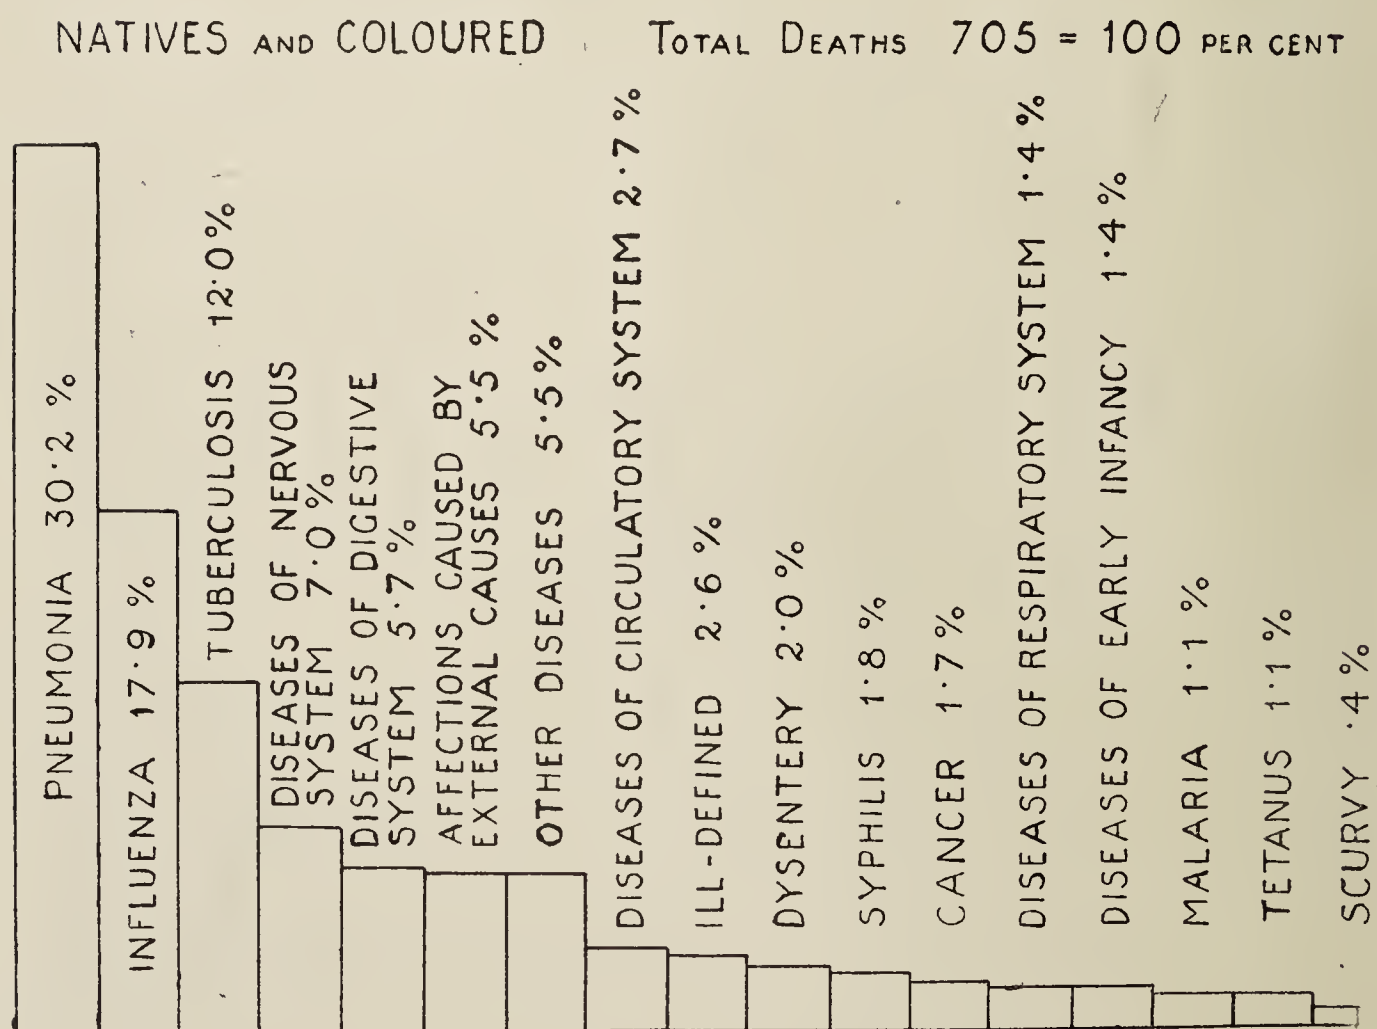 NATIVES AND COLOURED TOTAL DEATHS 705 = 100 PER CENT
PNEUMONIA 30·2 %
INFLUENZA 17·9 %
TUBERCULOSIS 12·0%
DISEASES OF NERVOUS
SYSTEM 7·0%
DISEASES OF DIGESTIVE
SYSTEM 5·7 %
AFFECTIONS CAUSED BY
EXTERNAL CAUSES 5·5 %
OTHER DISEASES 5·5%
DISEASES OF CIRCULATORY SYSTEM 2·7 %
ILL-DEFINED 2·6 %
DYSENTERY 2·0 %
SYPHILIS 1·8 %
CANCER 1·7 %
DISEASES OF RESPIRATORY SYSTEM 1·4 %
DISEASES OF EARLY INFANCY 1·4 %
MALARIA 1·1 %
TETANUS 1·1 %
SCURVY ·4 %